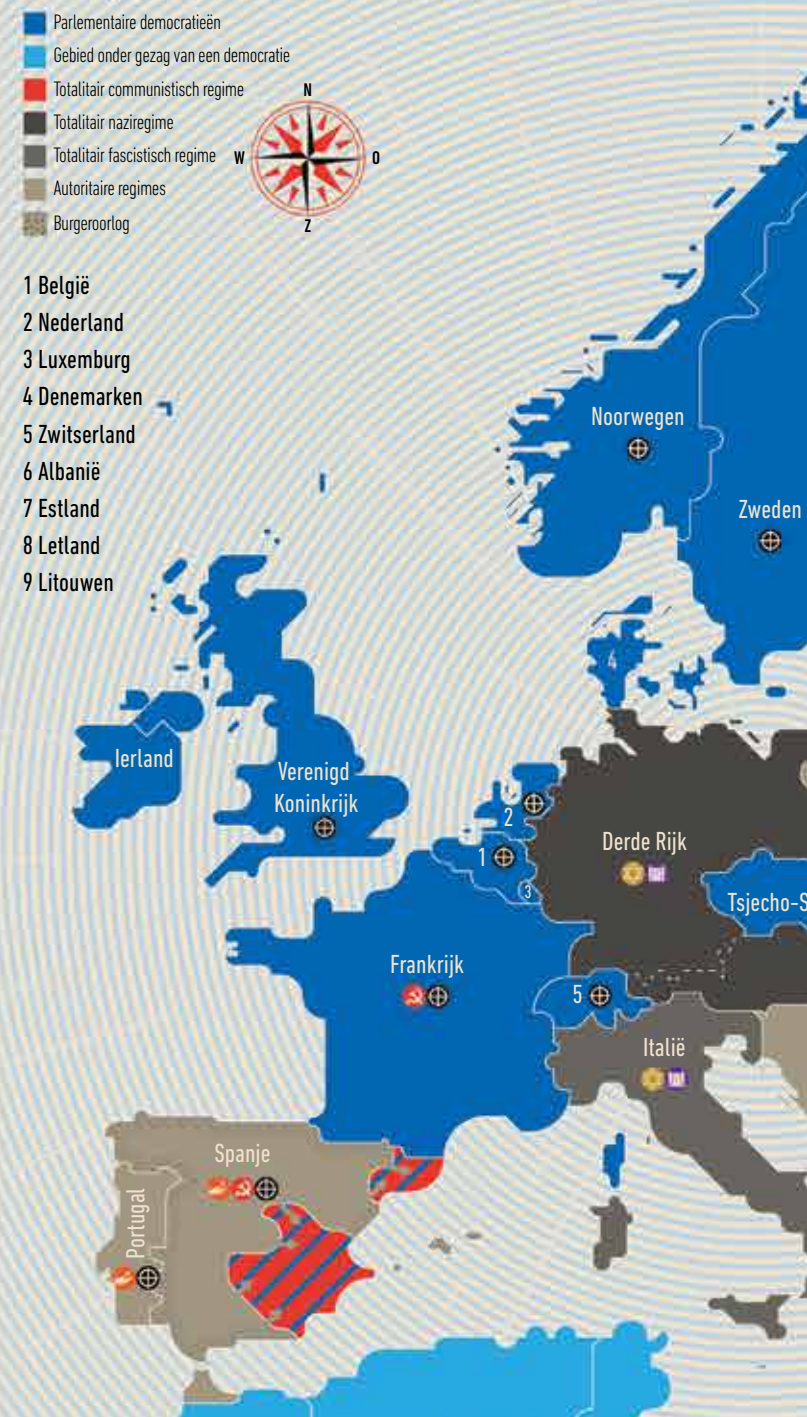 Parlementaire democratieën
Gebied onder gezag van een democratie
Totalitair communistisch regime
Totalitair naziregime
Totalitair fascistisch regime
Autoritaire regimes
Burgeroorlog
N
W
O
Z
1 België
2 Nederland
3 Luxemburg
4 Denemarken
5 Zwitserland
6 Albanië
7 Estland
8 Letland
9 Litouwen
Noorwegen
Zweden
4
Ierland
Verenigd
Koninkrijk
2
1
3
Derde Rijk
Tsjecho-S
Frankrijk
5
Italië
Spanje
Portugal